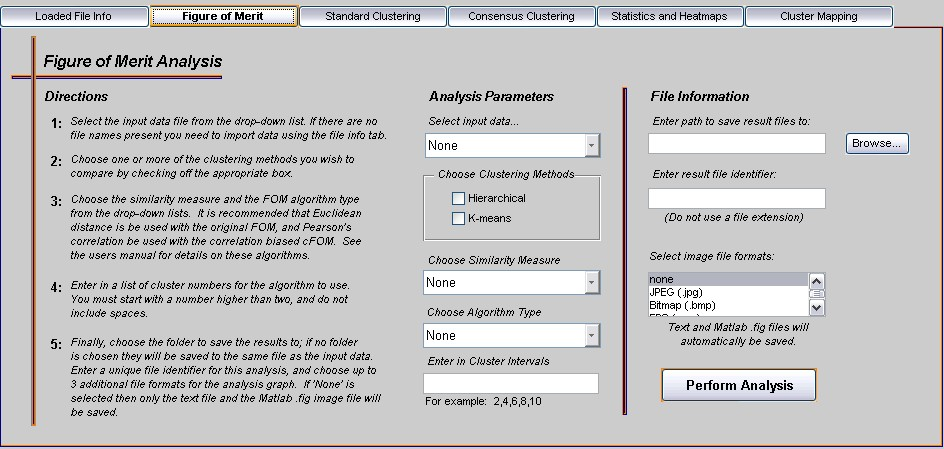 Loaded File Info
Figure of Merit
Standard Clustering
Consensus Clustering
Statistics and Heatmaps
Cluster Mapping
Figure of Merit Analysis
Directions
1: Select the input data file from the drop-down list. If there are no
file names present you need to import data using the file info tab.
2: Choose one or more of the clustering methods you wish to
compare by checking off the appropriate box.
3: Choose the similarity measure and the FOM algorithm type
from the drop-down lists. It is recommended that Euclidean
distance is be used with the original FOM, and Pearson's
correlation be used with the correlation biased cFOM. See
the users manual for details on these algorithms.
4: Enter in a list of cluster numbers for the algorithm to use.
You must start with a number higher than two, and do not
include spaces.
5: Finally, choose the folder to save the results to; if no folder
is chosen they will be saved to the same file as the input data.
Enter a unique file identifier for this analysis, and choose up to
3 additional file formats for the analysis graph. If 'None' is
selected then only the text file and the Matlab .fig image file will
be saved.
Analysis Parameters
Select input data...
None
Choose Clustering Methods
Hierarchical
K-means
Choose Similarity Measure
None
Choose Algorithm Type
None
Enter in Cluster Intervals
For example: 2,4,6,8,10
File Information
Enter path to save result files to:
Browse...
Enter result file identifier:
(Do not use a file extension)
Select image file formats:
none
JPEG (.jpg)
Bitmap (.bmp)
Text and Matlab .fig files will
automatically be saved.
Perform Analysis